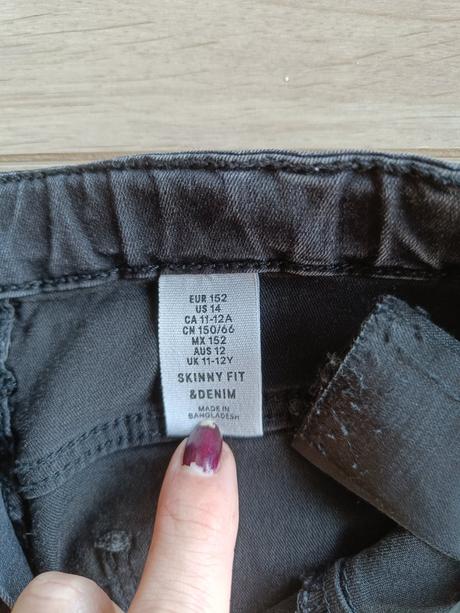 EUR 152
US 14
CA 11-12A
CN 150/66
MX 152
AUS 12
UK 11-12Y
SKINNY FIT
&DENIM
MADE IN
BANGLADESH